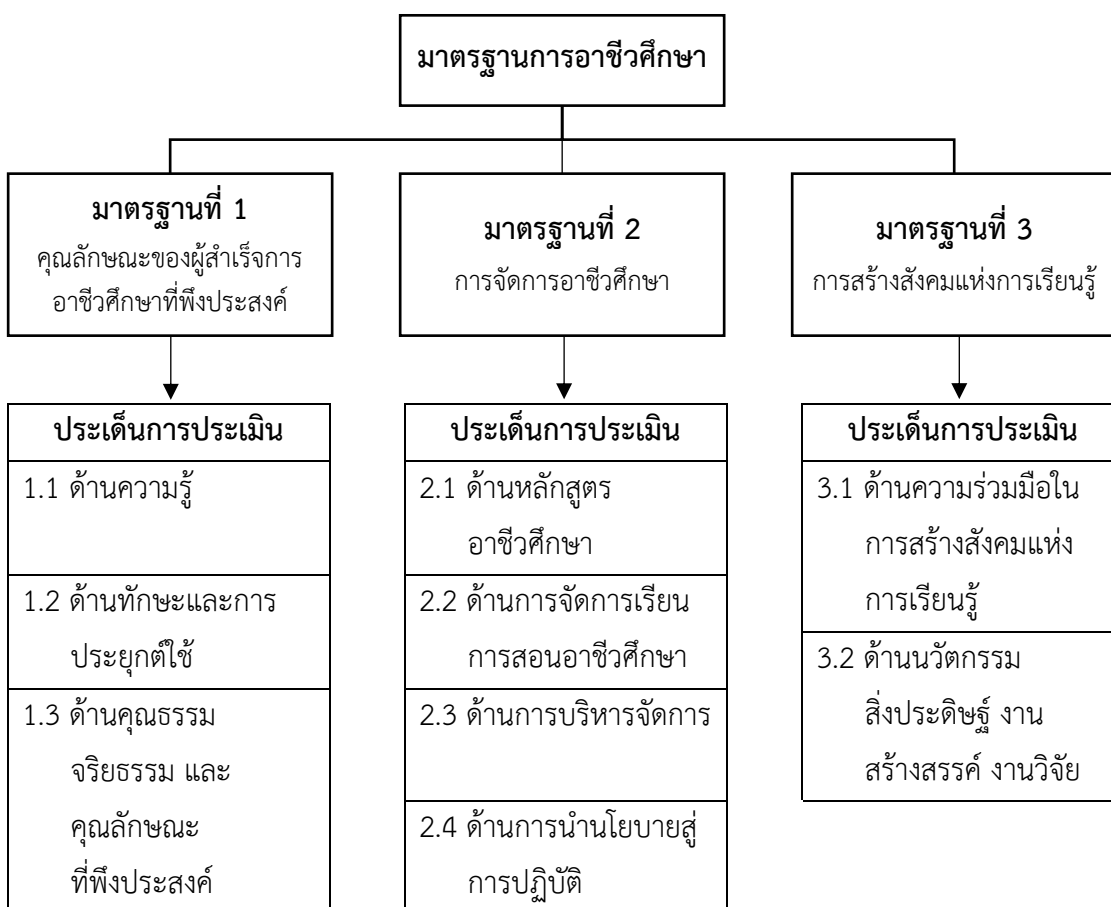 มาตรฐานการอาชีวศึกษา
มาตรฐานที่ 1
คุณลักษณะของผู้สำเร็จการ
อาชีวศึกษาที่พึงประสงค์
มาตรฐานที่ 2
การจัดการอาชีวศึกษา
มาตรฐานที่ 3
การสร้างสังคมแห่งการเรียนรู้
ประเด็นการประเมิน
1.1 ด้านความรู้
1.2 ด้านทักษะและการ
ประยุกต์ใช้
1.3 ด้านคุณธรรม
จริยธรรม และ
คุณลักษณะ
ที่พึงประสงค์
ประเด็นการประเมิน
2.1 ด้านหลักสูตร
อาชีวศึกษา
2.2 ด้านการจัดการเรียน
การสอนอาชีวศึกษา
2.3 ด้านการบริหารจัดการ
2.4 ด้านการนำนโยบายสู่
การปฏิบัติ
ประเด็นการประเมิน
3.1 ด้านความร่วมมือใน
การสร้างสังคมแห่ง
การเรียนรู้
3.2 ด้านนวัตกรรม
สิ่งประดิษฐ์ งาน
สร้างสรรค์ งานวิจัย